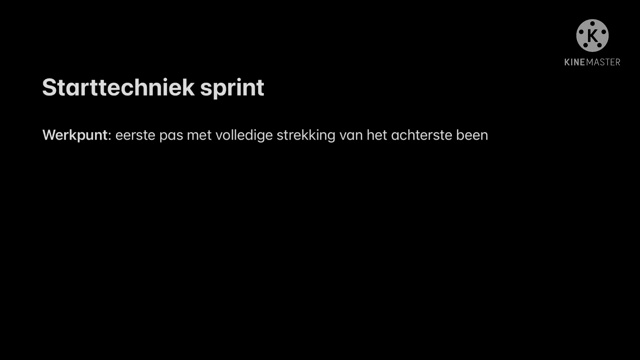 KINEMASTER
Starttechniek sprint
Werkpunt: eerste pas met volledige strekking van het achterste been